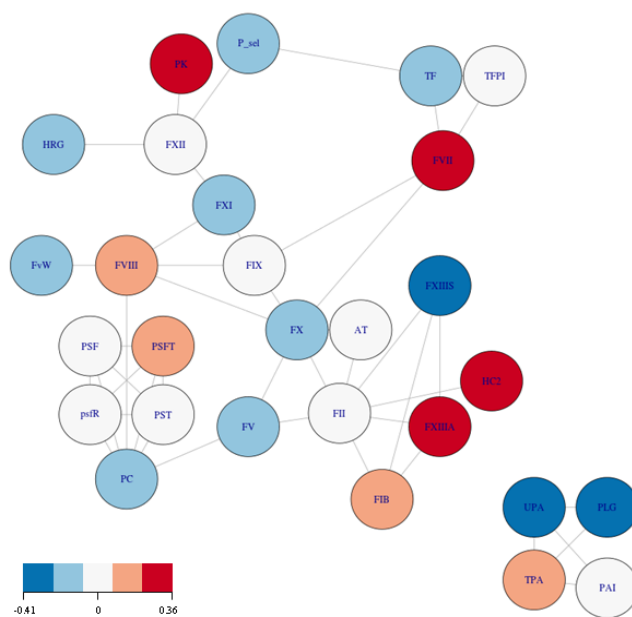 P_sel
PK
TF
TFPI
HRG
FXII
FVII
FXI
FvW
FVIII
FIX
FXIIIS
FX
AT
PSF
PSFT
HC2
psfR
PST
FII
FV
FXIIIA
PC
FIB
UPA
PLG
TPA
PAI
-0.41 0 0.36